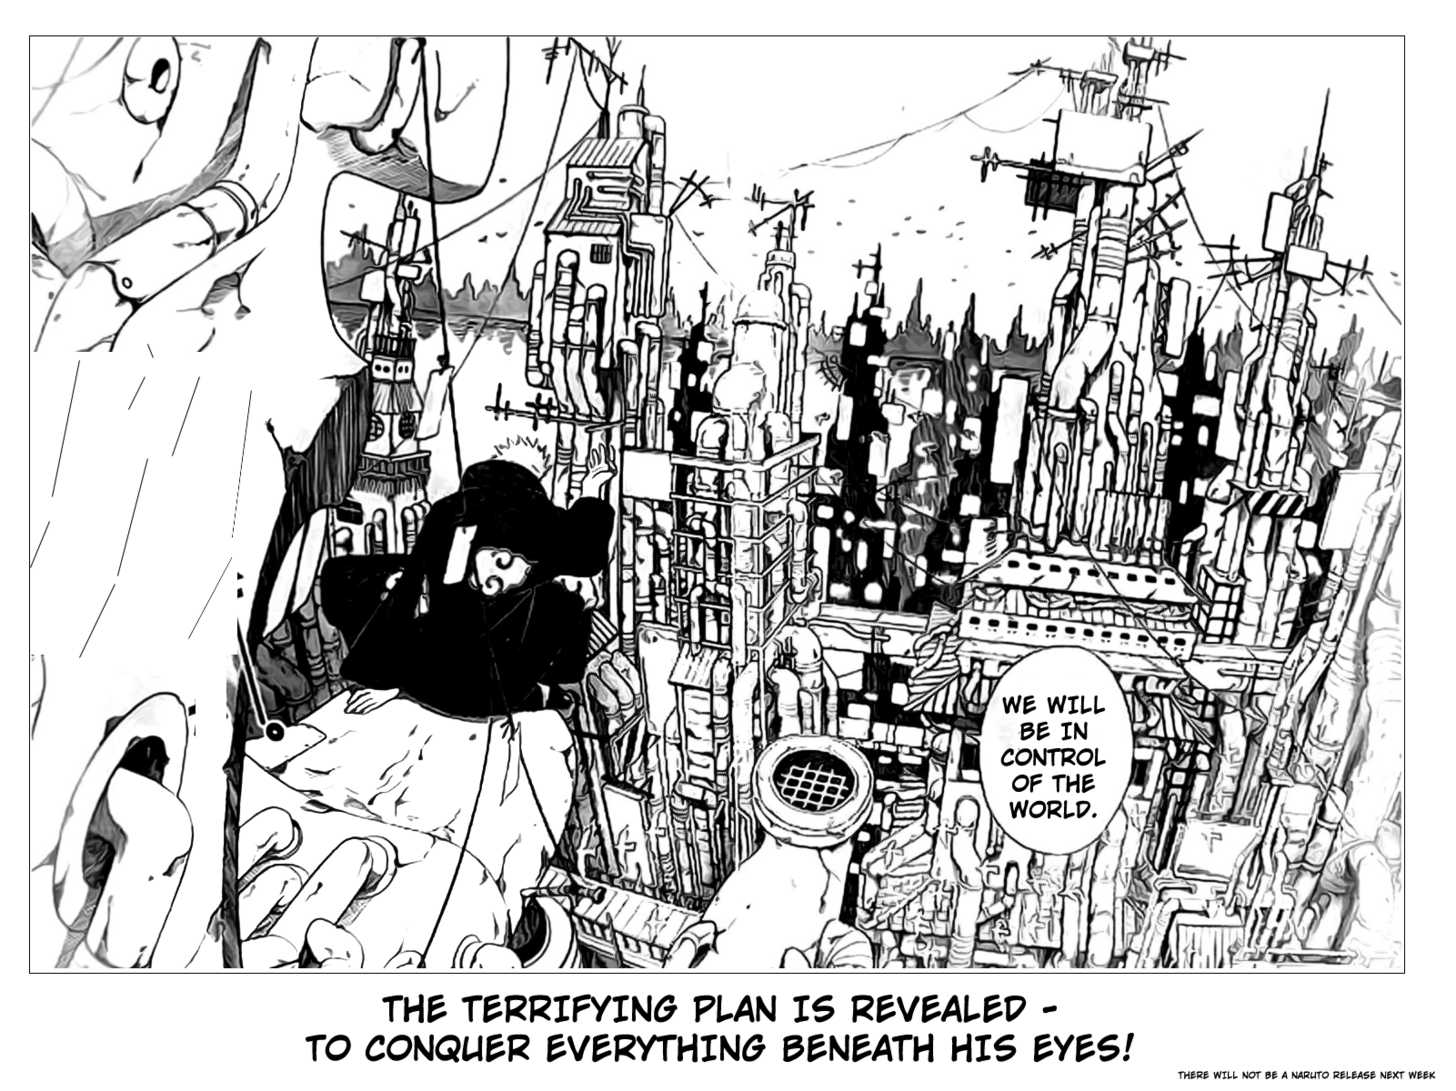 WE WILL
BE IN
CONTROL
OF THE
WORLD.
THE TERRIFYING PLAN IS REVEALED -
TO CONQUER EVERYTHING BENEATH HIS EYES!
THERE WILL NOT BE A NARUTO RELEASE NEXT WEEK